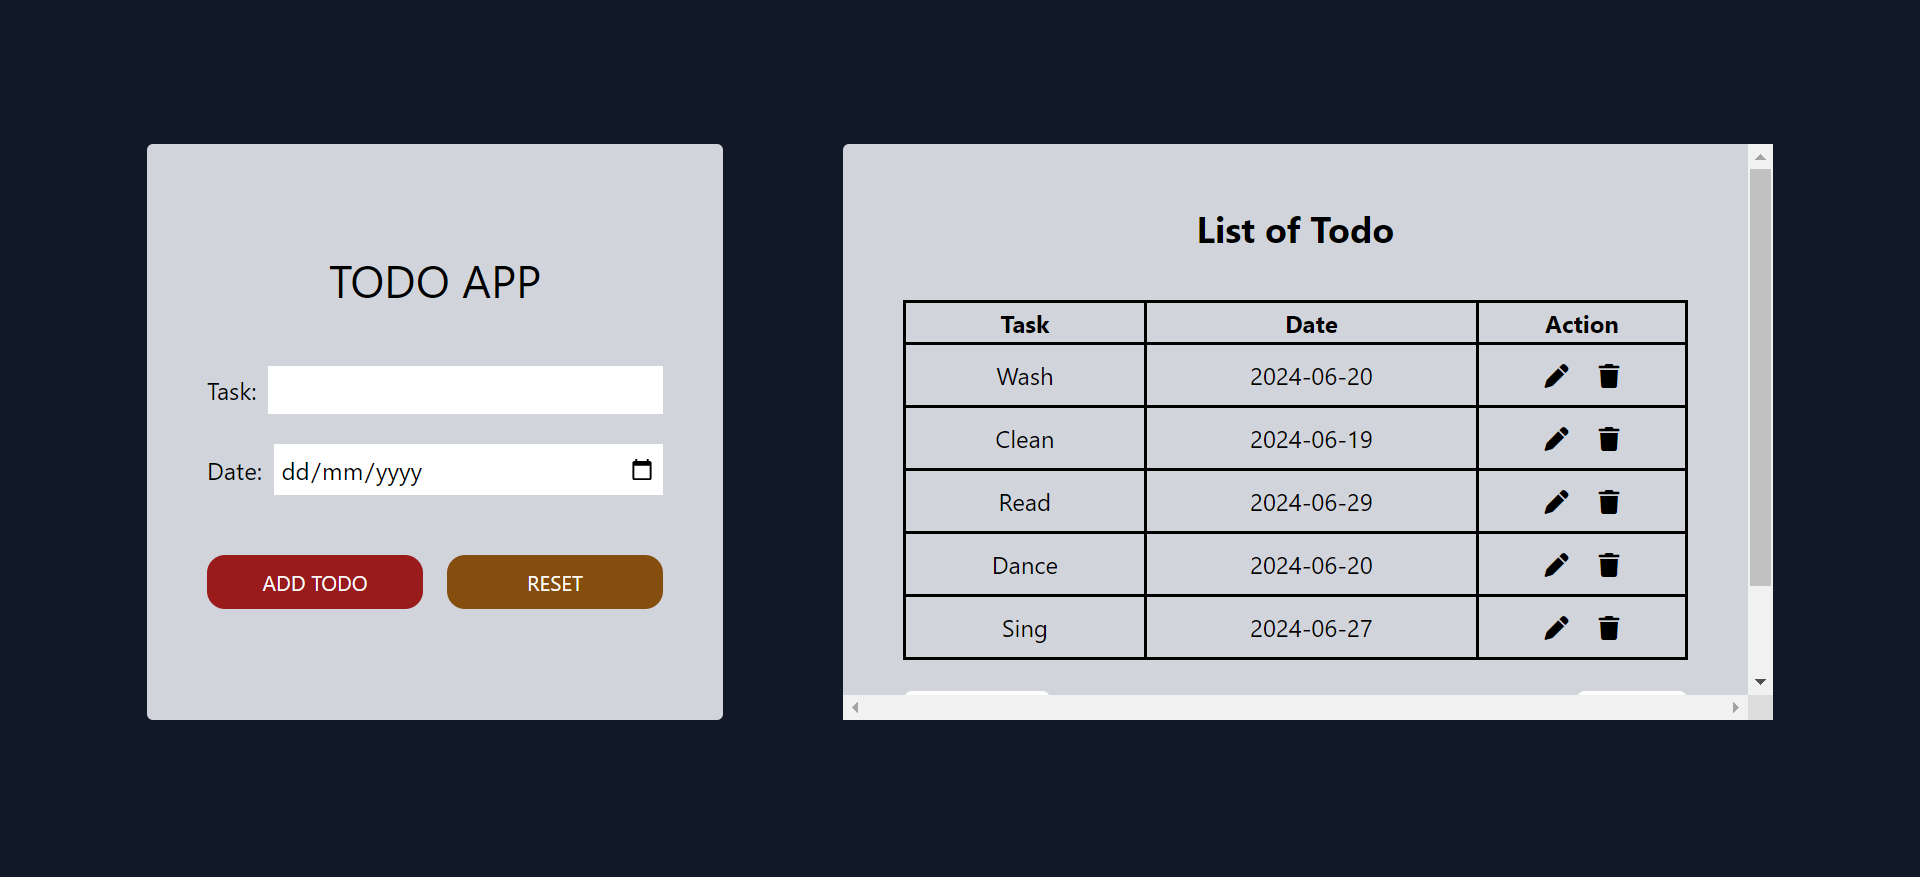 TODO APP
Task:
Date: dd/mm/yyyy
ADD TODO RESET
List of Todo
Task Date Action
Wash 2024-06-20
Clean 2024-06-19
Read 2024-06-29
Dance 2024-06-20
Sing 2024-06-27